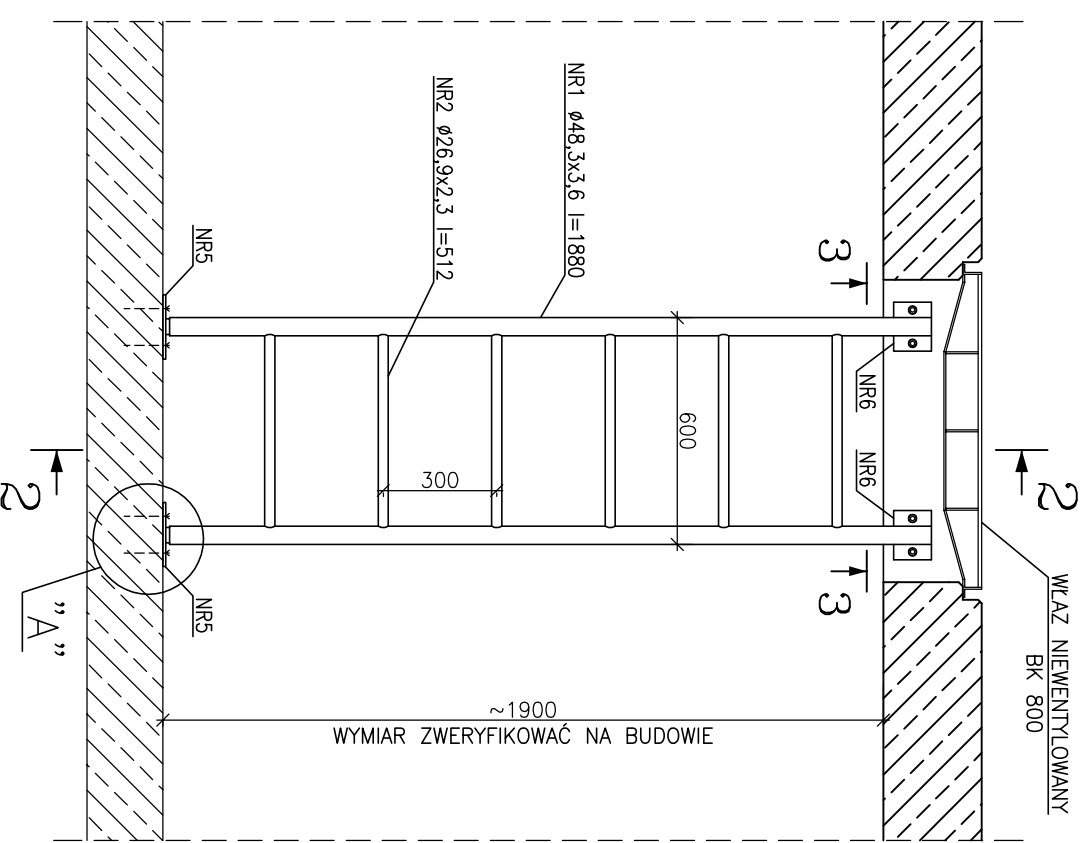 WŁAZ NIEWENTYLOWANY
BK 800
2
3
3
NR6
NR6
NR1 ø48,3x3,6 l=1880
600
NR2 ø26,9x2,3 l=512
300
~1900
WYMIAR ZWERYFIKOWAĆ NA BUDOWIE
NR5
NR5
2
„A”